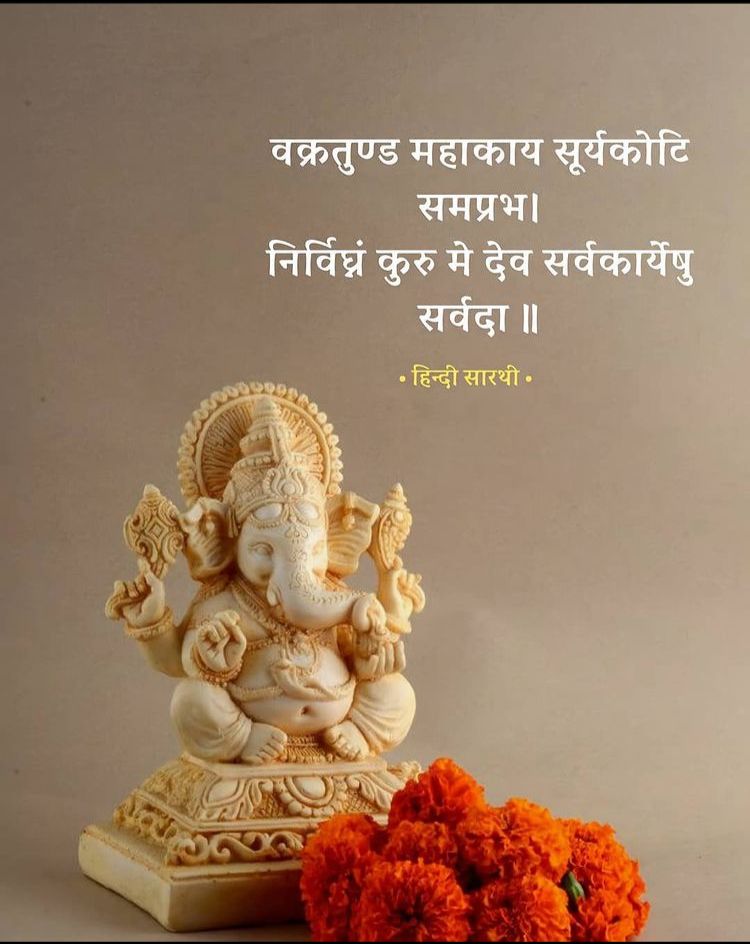 वक्रतुण्ड महाकाय सूर्यकोटि
समप्रभ।
निर्विघ्नं कुरु मे देव सर्वकार्येषु
सर्वदा ॥
• हिन्दी सारथी •